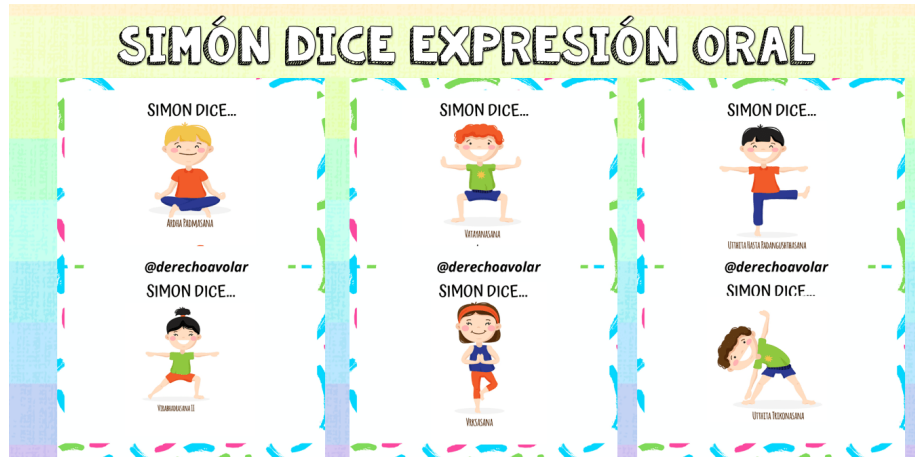 SIMÓN DICE EXPRESIÓN ORAL
SIMON DICE...
ARDHA PADMASANA
@derechoavolar
SIMON DICE...
VIRABHADRASANA II
SIMON DICE...
VATAYANASANA
@derechoavolar
SIMON DICE...
VRKSASANA
SIMON DICE...
UTTHITA HASTA PADANGUSHTHASANA
@derechoavolar
SIMON DICE...
UTTHITA TRIKONASANA